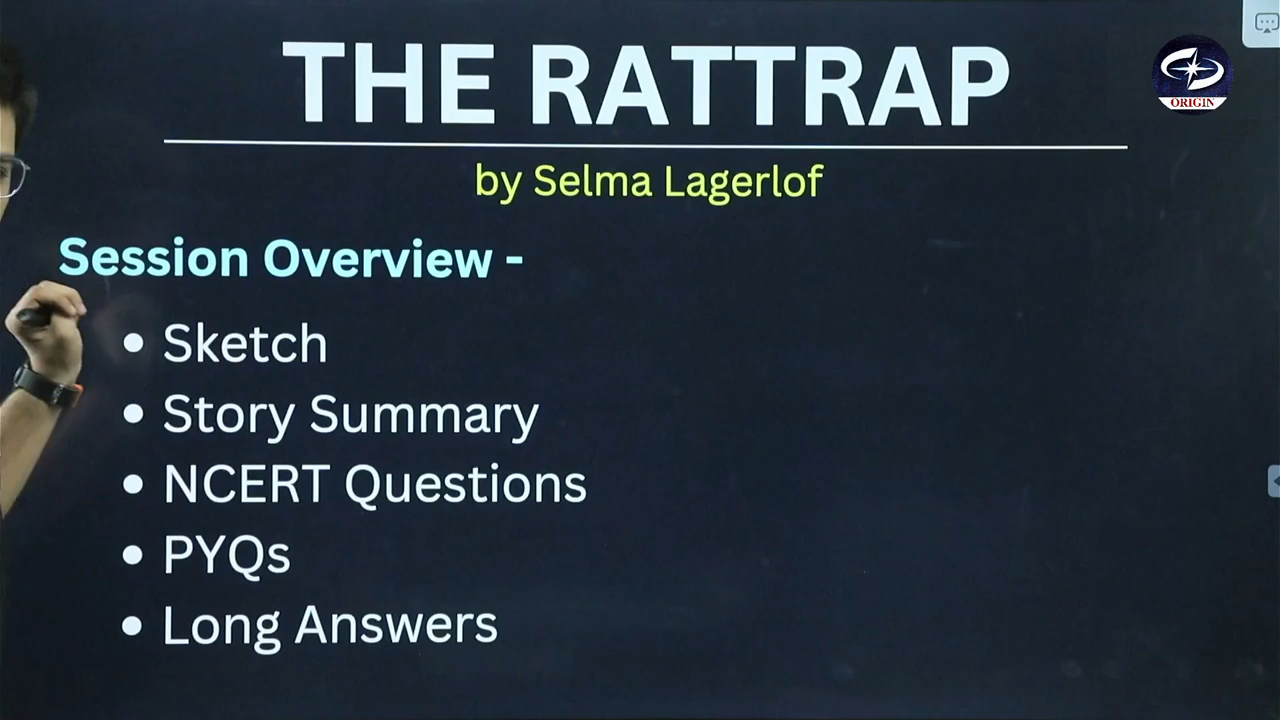 THE RATTRAP
ORIGIN
by Selma Lagerlof
Session Overview -
• Sketch
• Story Summary
• NCERT Questions
• PYQs
• Long Answers